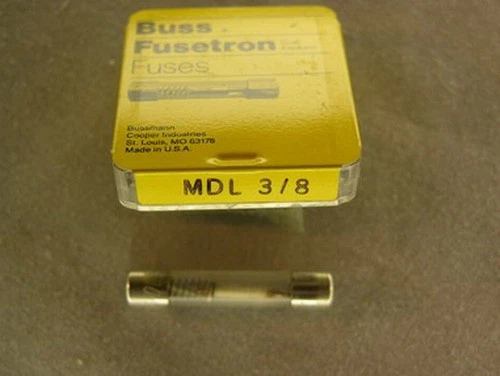 Buss
Fusetron
Fuses
Bussmann
Cooper Industries
St. Louis, MO 63178
Made in U.S.A.
MDL 3/8